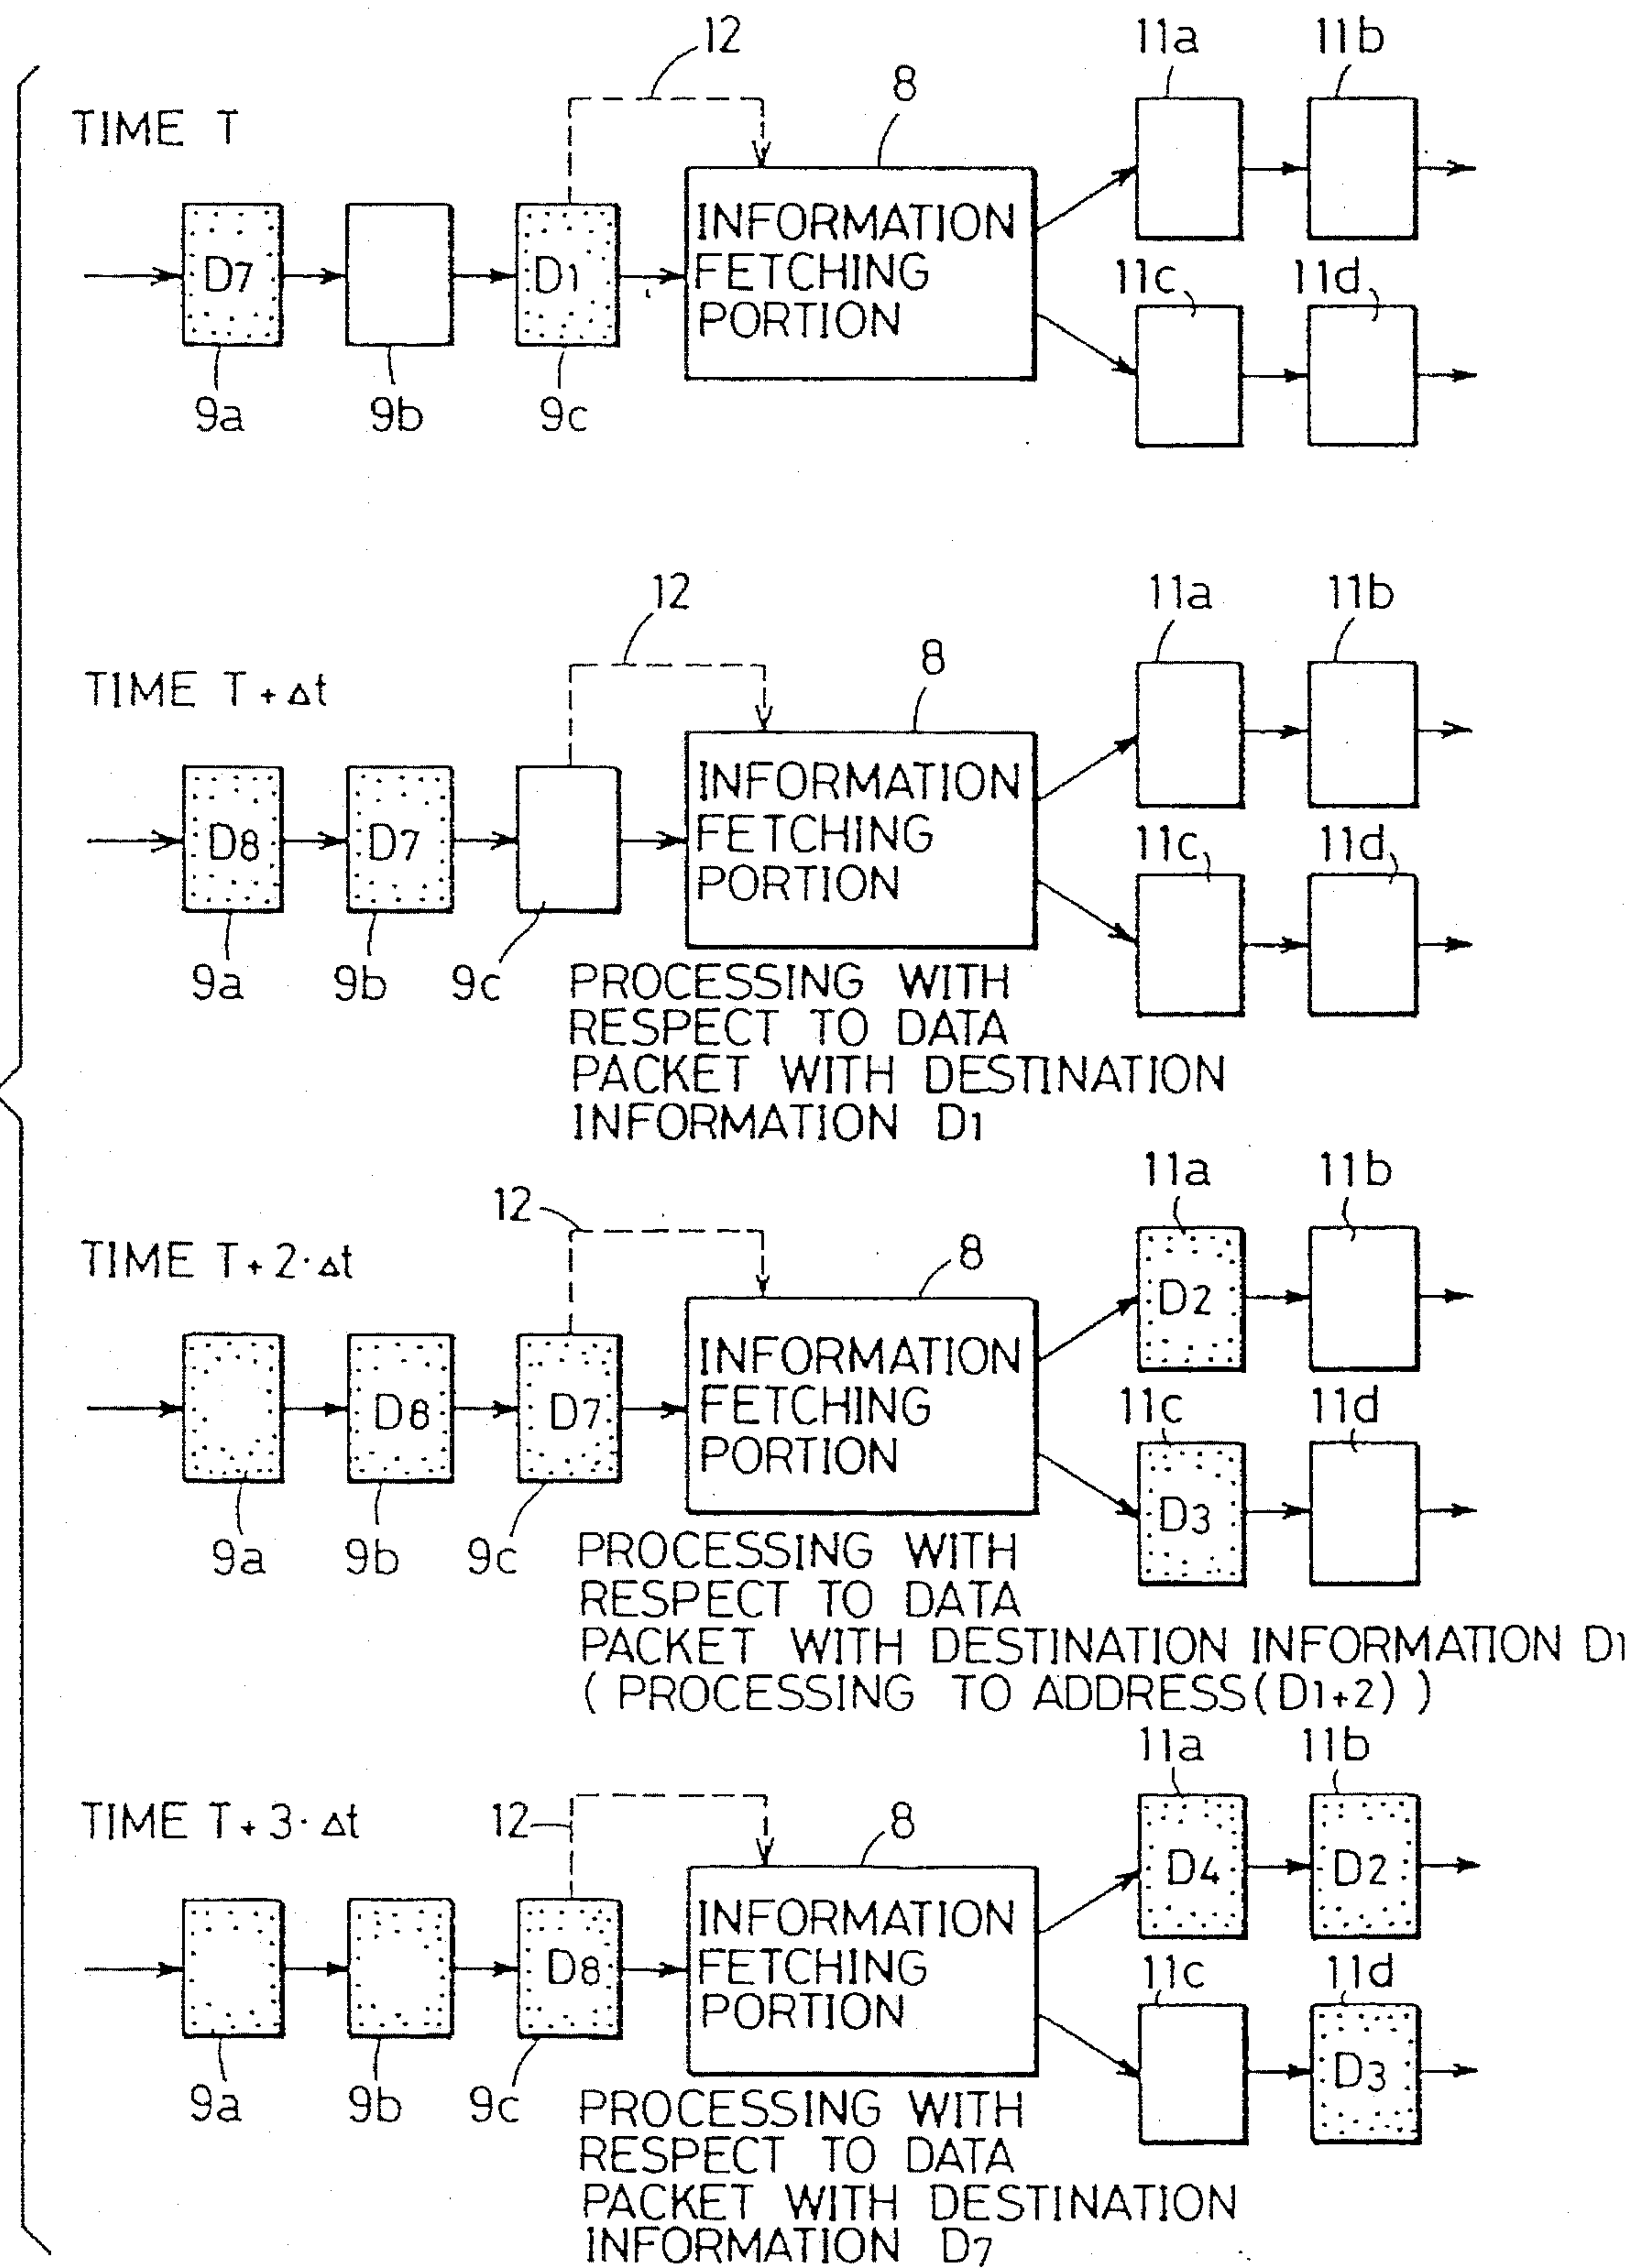 12
8
11a
11b
TIME T
D7
D1
INFORMATION
FETCHING
PORTION
11c
11d
9a
9b
9c
12
8
11a
11b
TIME T + Δt
D8
D7
INFORMATION
FETCHING
PORTION
11c
11d
9a
9b
9c
PROCESSING WITH
RESPECT TO DATA
PACKET WITH DESTINATION
INFORMATION D1
12
8
11a
11b
TIME T + 2·Δt
D2
D8
D7
INFORMATION
FETCHING
PORTION
11c
11d
D3
9a
9b
9c
PROCESSING WITH
RESPECT TO DATA
PACKET WITH DESTINATION INFORMATION D1
( PROCESSING TO ADDRESS(D1+2) )
12
8
11a
11b
TIME T + 3·Δt
D4
D2
D8
INFORMATION
FETCHING
PORTION
11c
11d
D3
9a
9b
9c
PROCESSING WITH
RESPECT TO DATA
PACKET WITH DESTINATION
INFORMATION D7